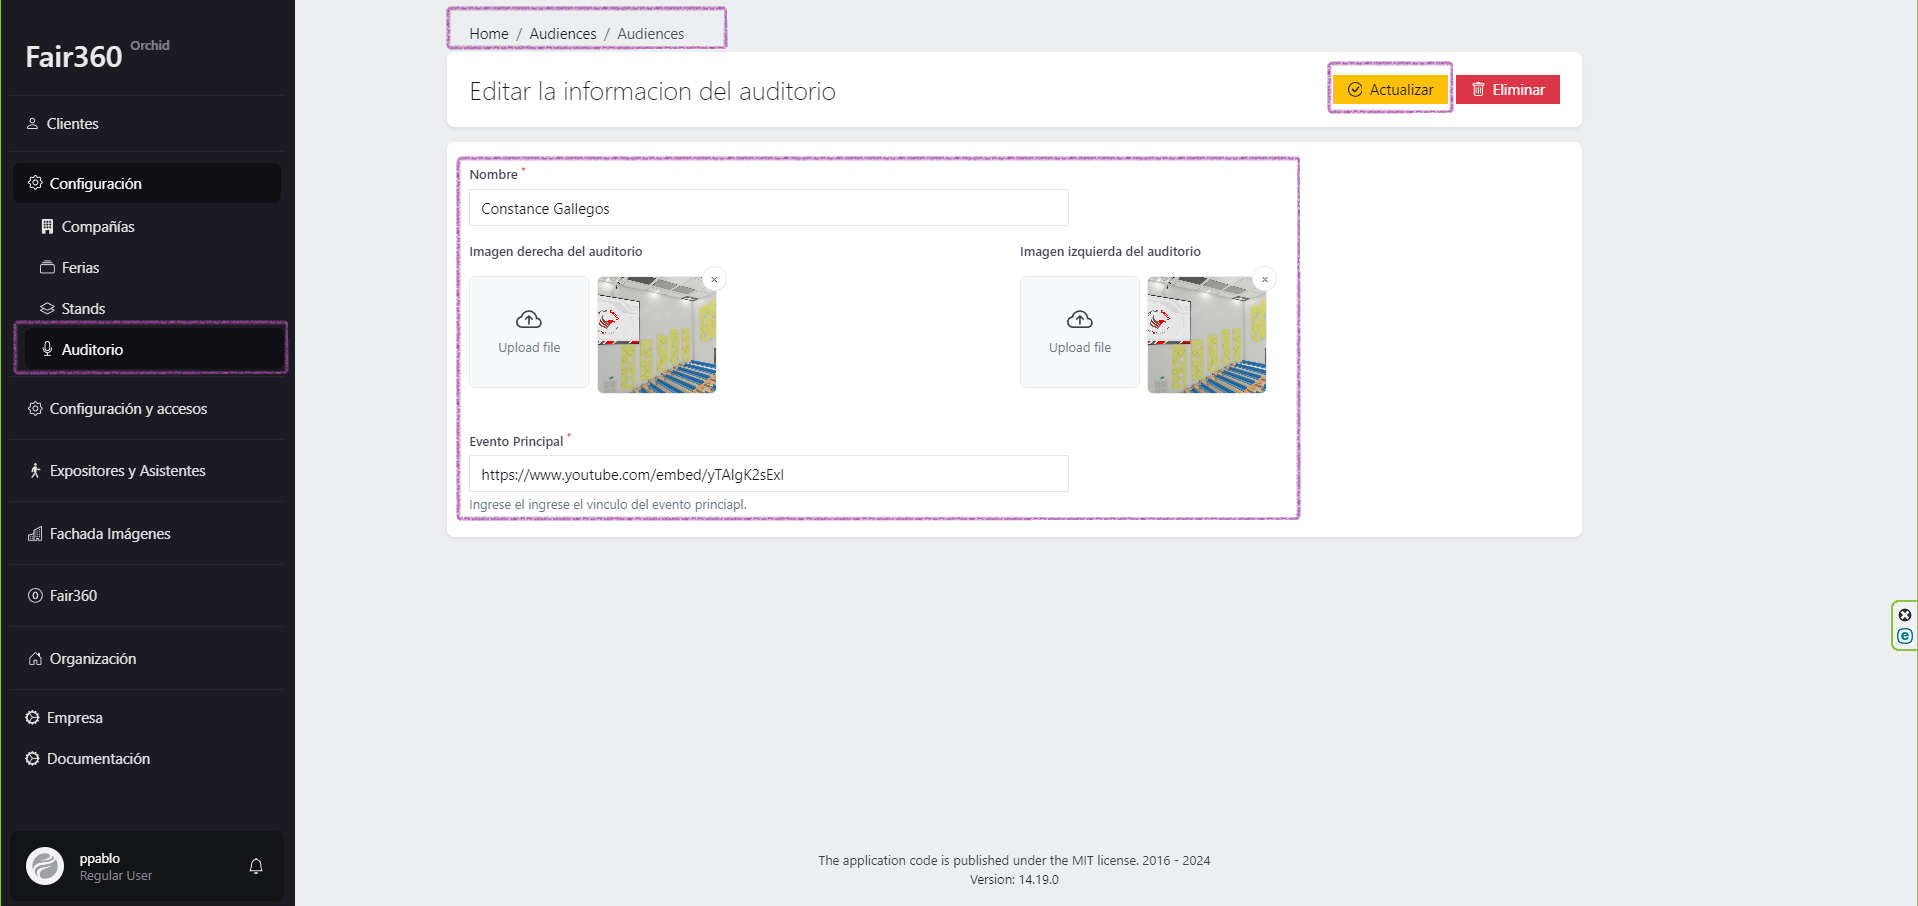 Fair360 Orchid
Clientes
Configuración
Compañías
Ferias
Stands
Auditorio
Configuración y accesos
Expositores y Asistentes
Fachada Imágenes
Fair360
Organización
Empresa
Documentación
ppablo
Regular User
Home / Audiences / Audiences
Editar la informacion del auditorio
Actualizar
Eliminar
Nombre *
Constance Gallegos
Imagen derecha del auditorio
Imagen izquierda del auditorio
Upload file
Upload file
Evento Principal *
https://www.youtube.com/embed/yTAIgK2sExI
Ingrese el ingrese el vinculo del evento princiapl.
The application code is published under the MIT license. 2016 - 2024
Version: 14.19.0